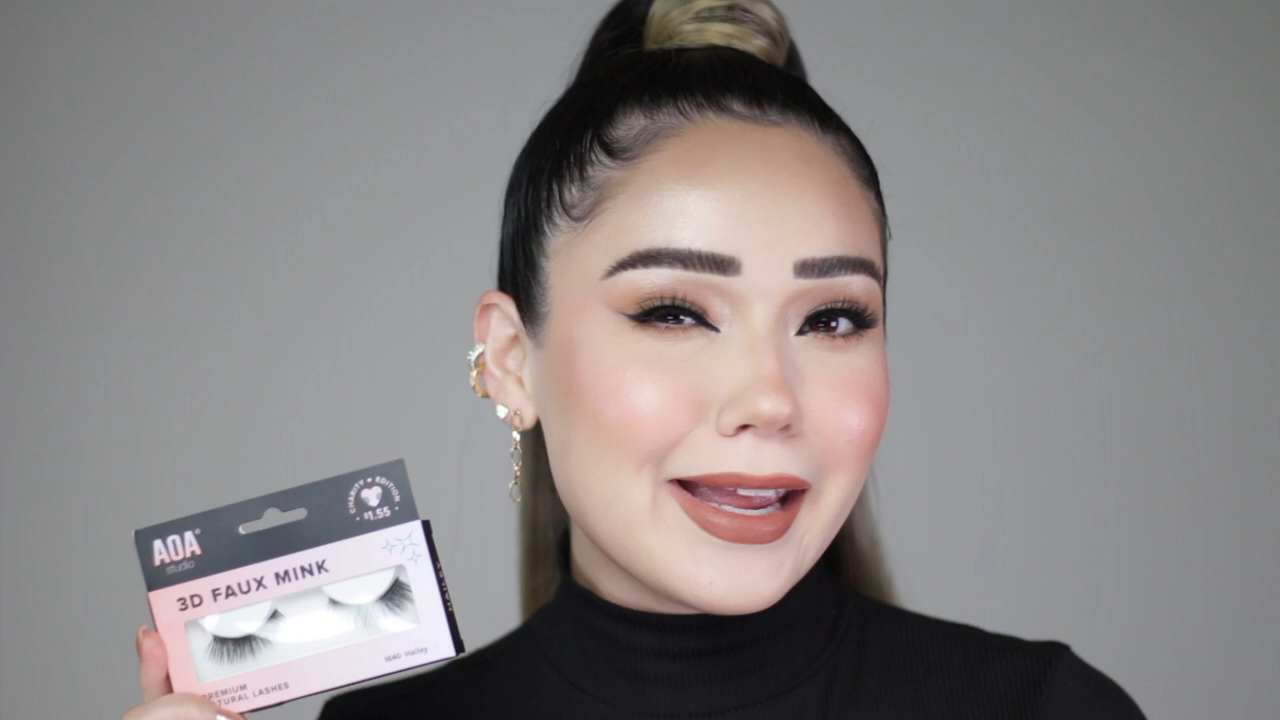 CHARITY ♥ EDITION
• $1.55 •
AOA®
studio
3D FAUX MINK
1640 Hailey
PREMIUM
NATURAL LASHES